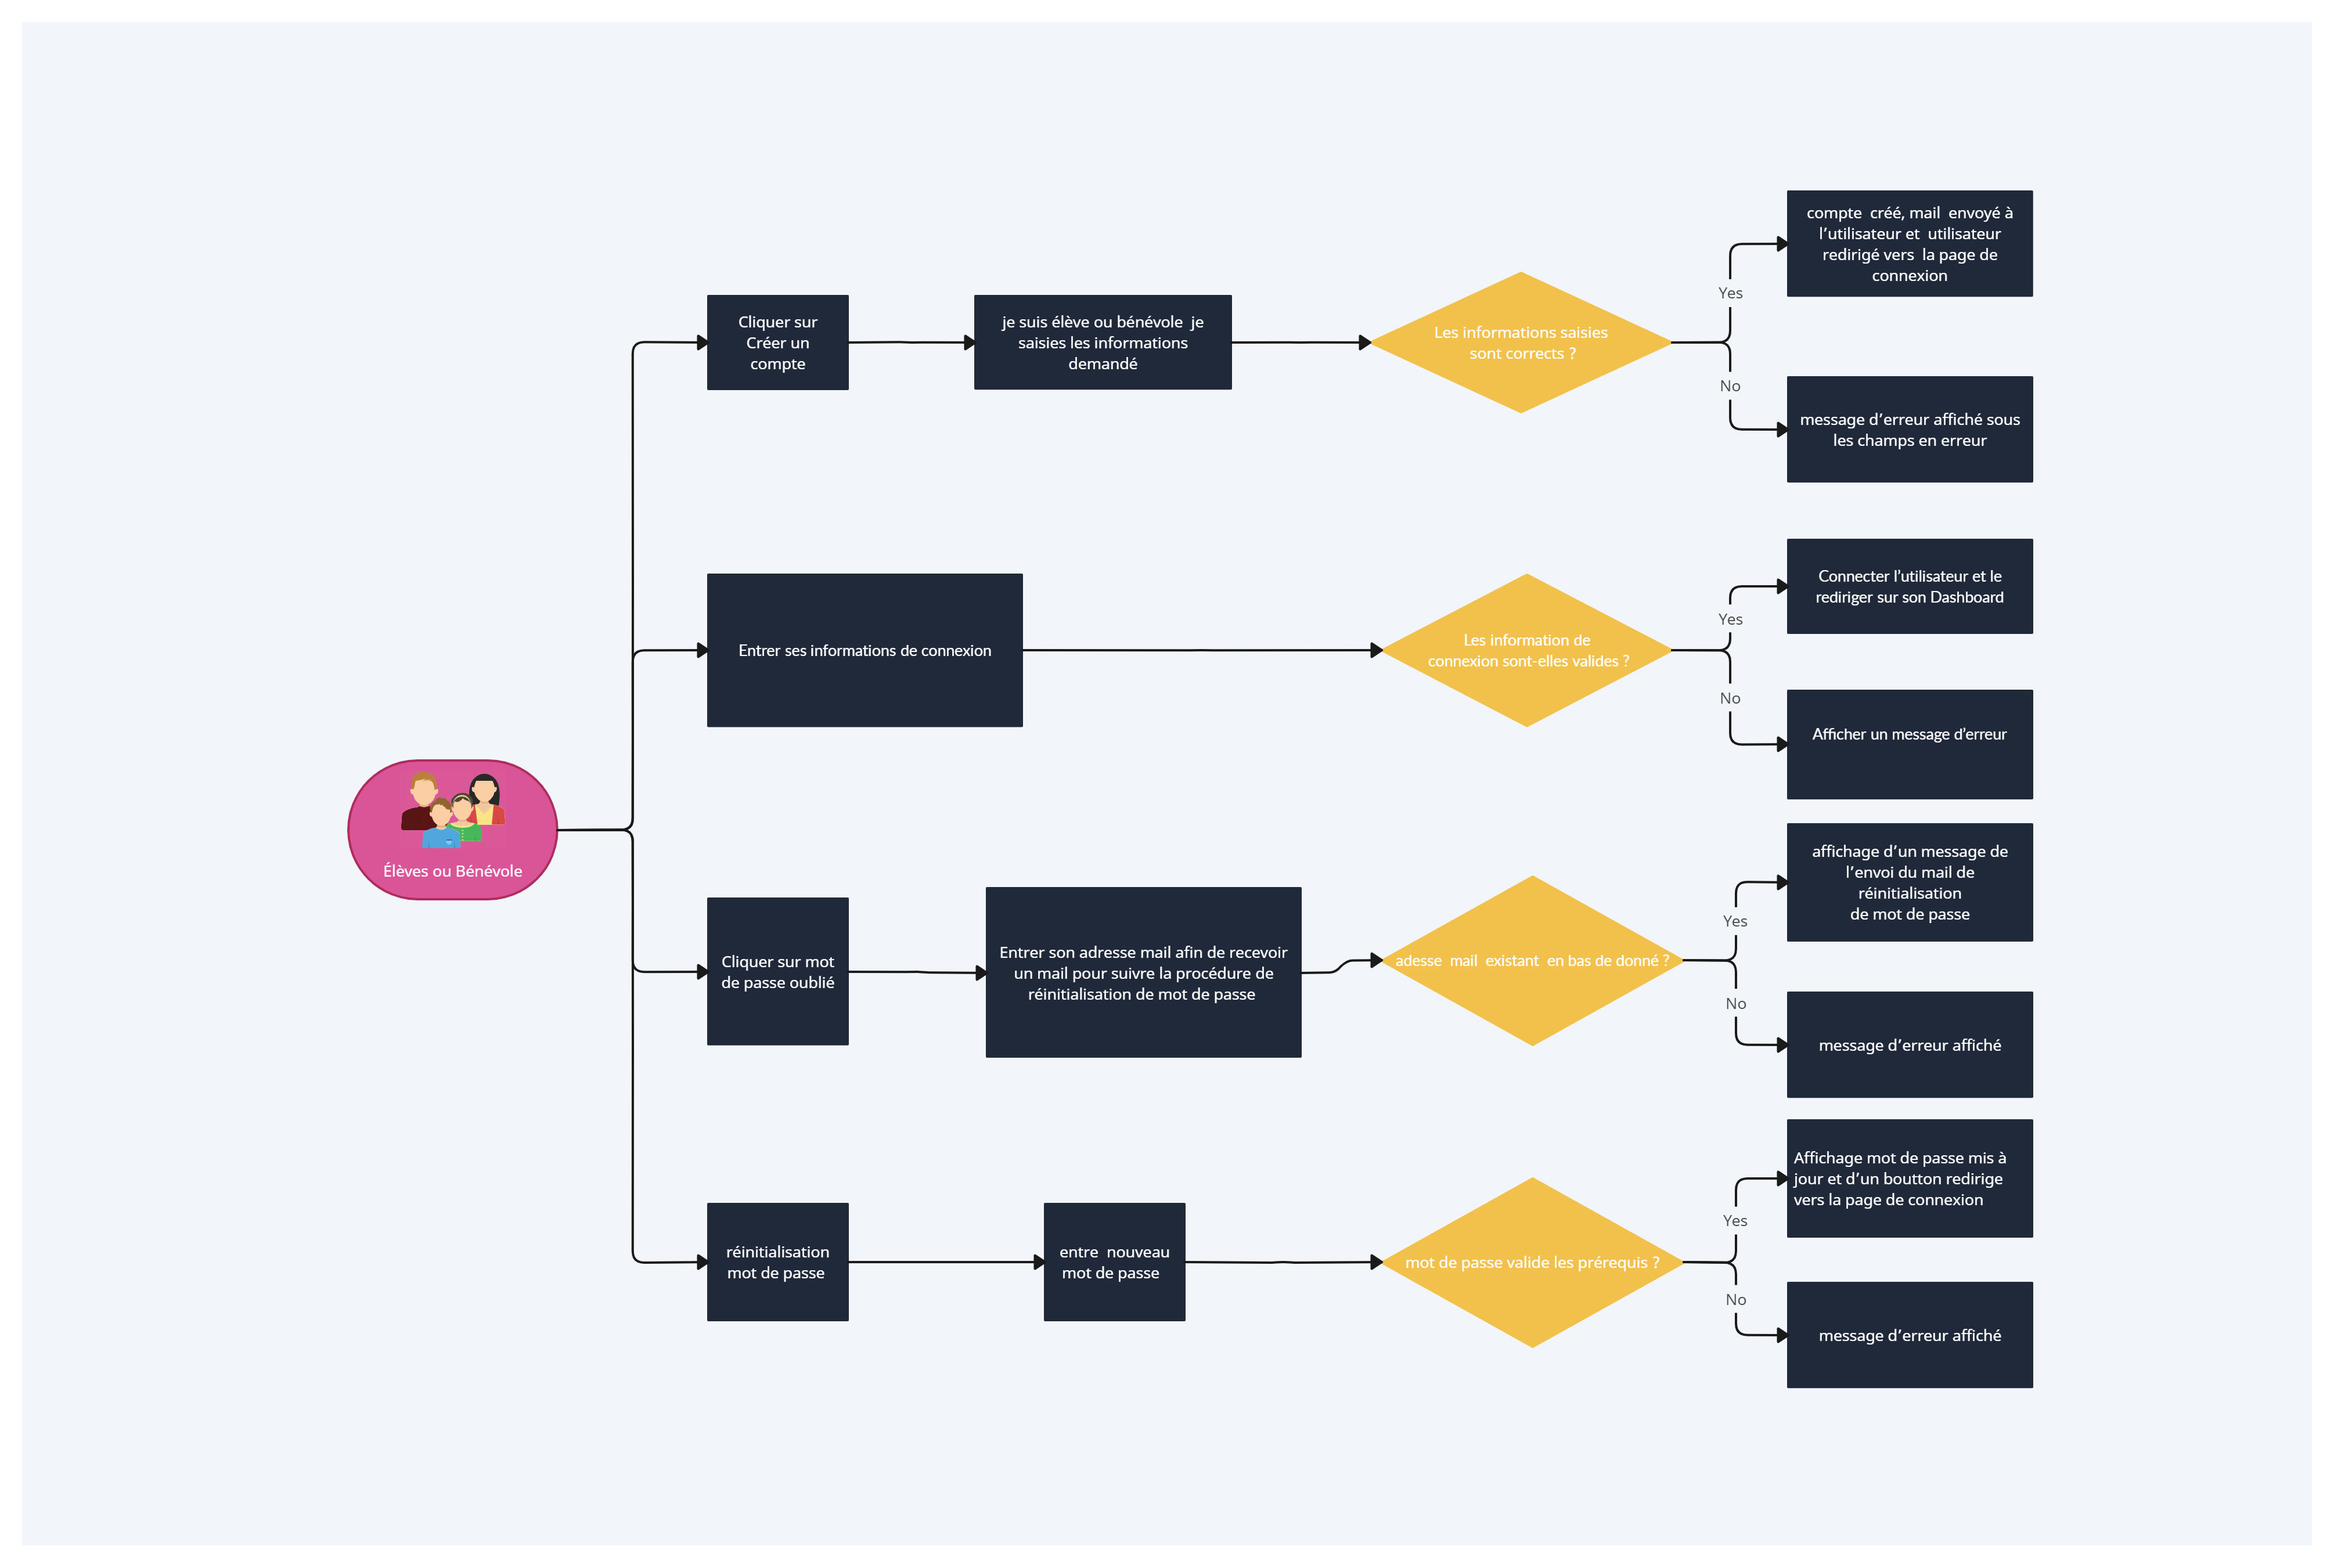 Élèves ou Bénévole
Cliquer sur
Créer un
compte
je suis élève ou bénévole  je
saisies les informations
demandé
Les informations saisies
sont corrects ?
Yes
compte  créé, mail  envoyé à
l’utilisateur et  utilisateur
redirigé vers  la page de
connexion
No
message d’erreur affiché sous
les champs en erreur
Entrer ses informations de connexion
Les information de
connexion sont-elles valides ?
Yes
Connecter l’utilisateur et le
rediriger sur son Dashboard
No
Afficher un message d’erreur
Cliquer sur mot
de passe oublié
Entrer son adresse mail afin de recevoir
un mail pour suivre la procédure de
réinitialisation de mot de passe
adesse  mail  existant  en bas de donné ?
Yes
affichage d’un message de
l’envoi du mail de
réinitialisation
de mot de passe
No
message d’erreur affiché
réinitialisation
mot de passe
entre  nouveau
mot de passe
mot de passe valide les prérequis ?
Yes
Affichage mot de passe mis à
jour et d’un boutton redirige
vers la page de connexion
No
message d’erreur affiché